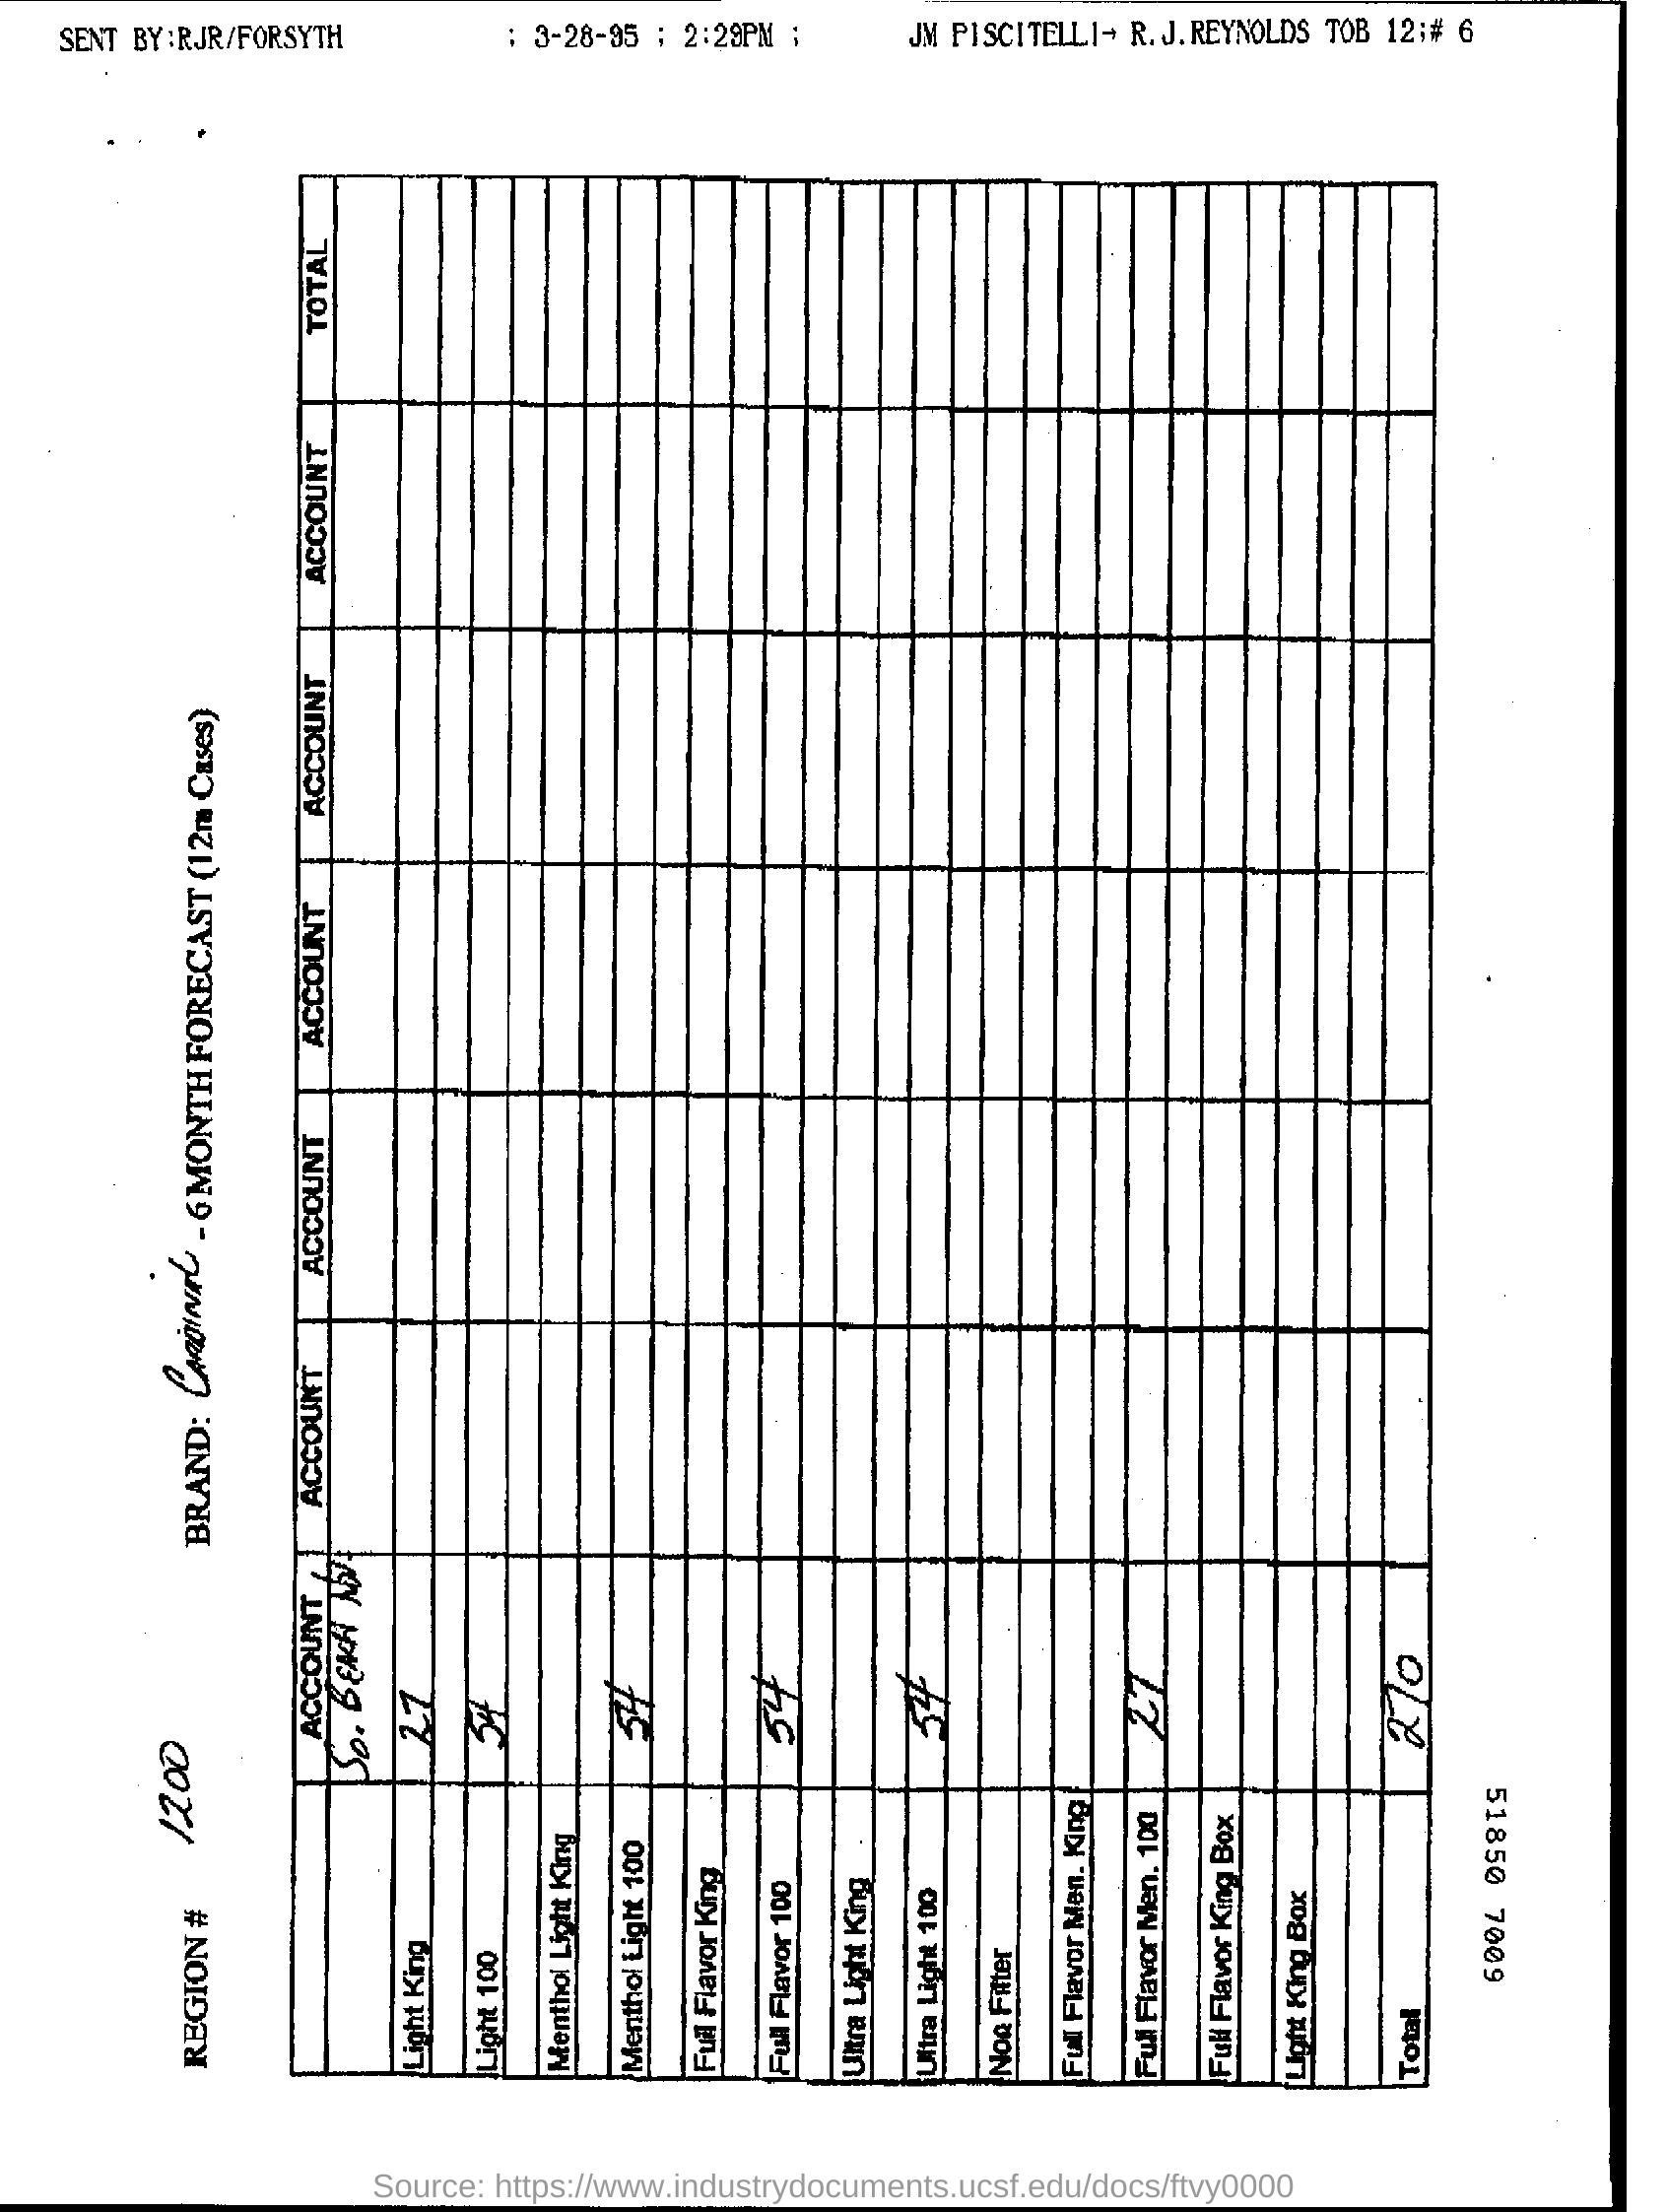 SENT BY:RJR/FORSYTH ; 3-28-95 ; 2:29PM ; JM PISCITELLI→ R.J.REYNOLDS TOB 12;# 6
REGION # 1200 BRAND: Cardinal - 6 MONTH FORECAST (12m Cases)
ACCOUNT ACCOUNT ACCOUNT ACCOUNT ACCOUNT ACCOUNT TOTAL
So. Beach
Light King 27
Light 100 54
Menthol Light King
Menthol Light 100 54
Full Flavor King
Full Flavor 100 54
Ultra Light King
Ultra Light 100 54
Non Filter
Full Flavor Men. King
Full Flavor Men. 100 27
Full Flavor King Box
Light King Box
Total 270
51850 7009
Source: https://www.industrydocuments.ucsf.edu/docs/ftvy0000